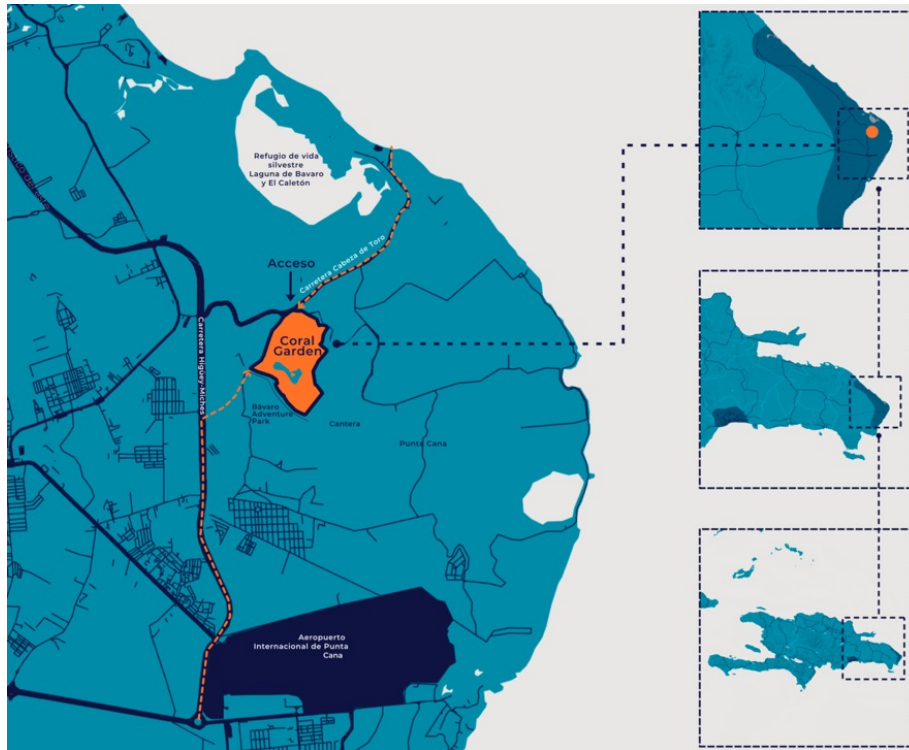 Refugio de vida
silvestre
Laguna de Bavaro
y El Caletón
Carretera Cabeza de Toro
Acceso
Carretera Higüey-Miches
Coral
Garden
Bávaro
Adventure
Park
Cantera
Punta Cana
Aeropuerto
Internacional de Punta
Cana